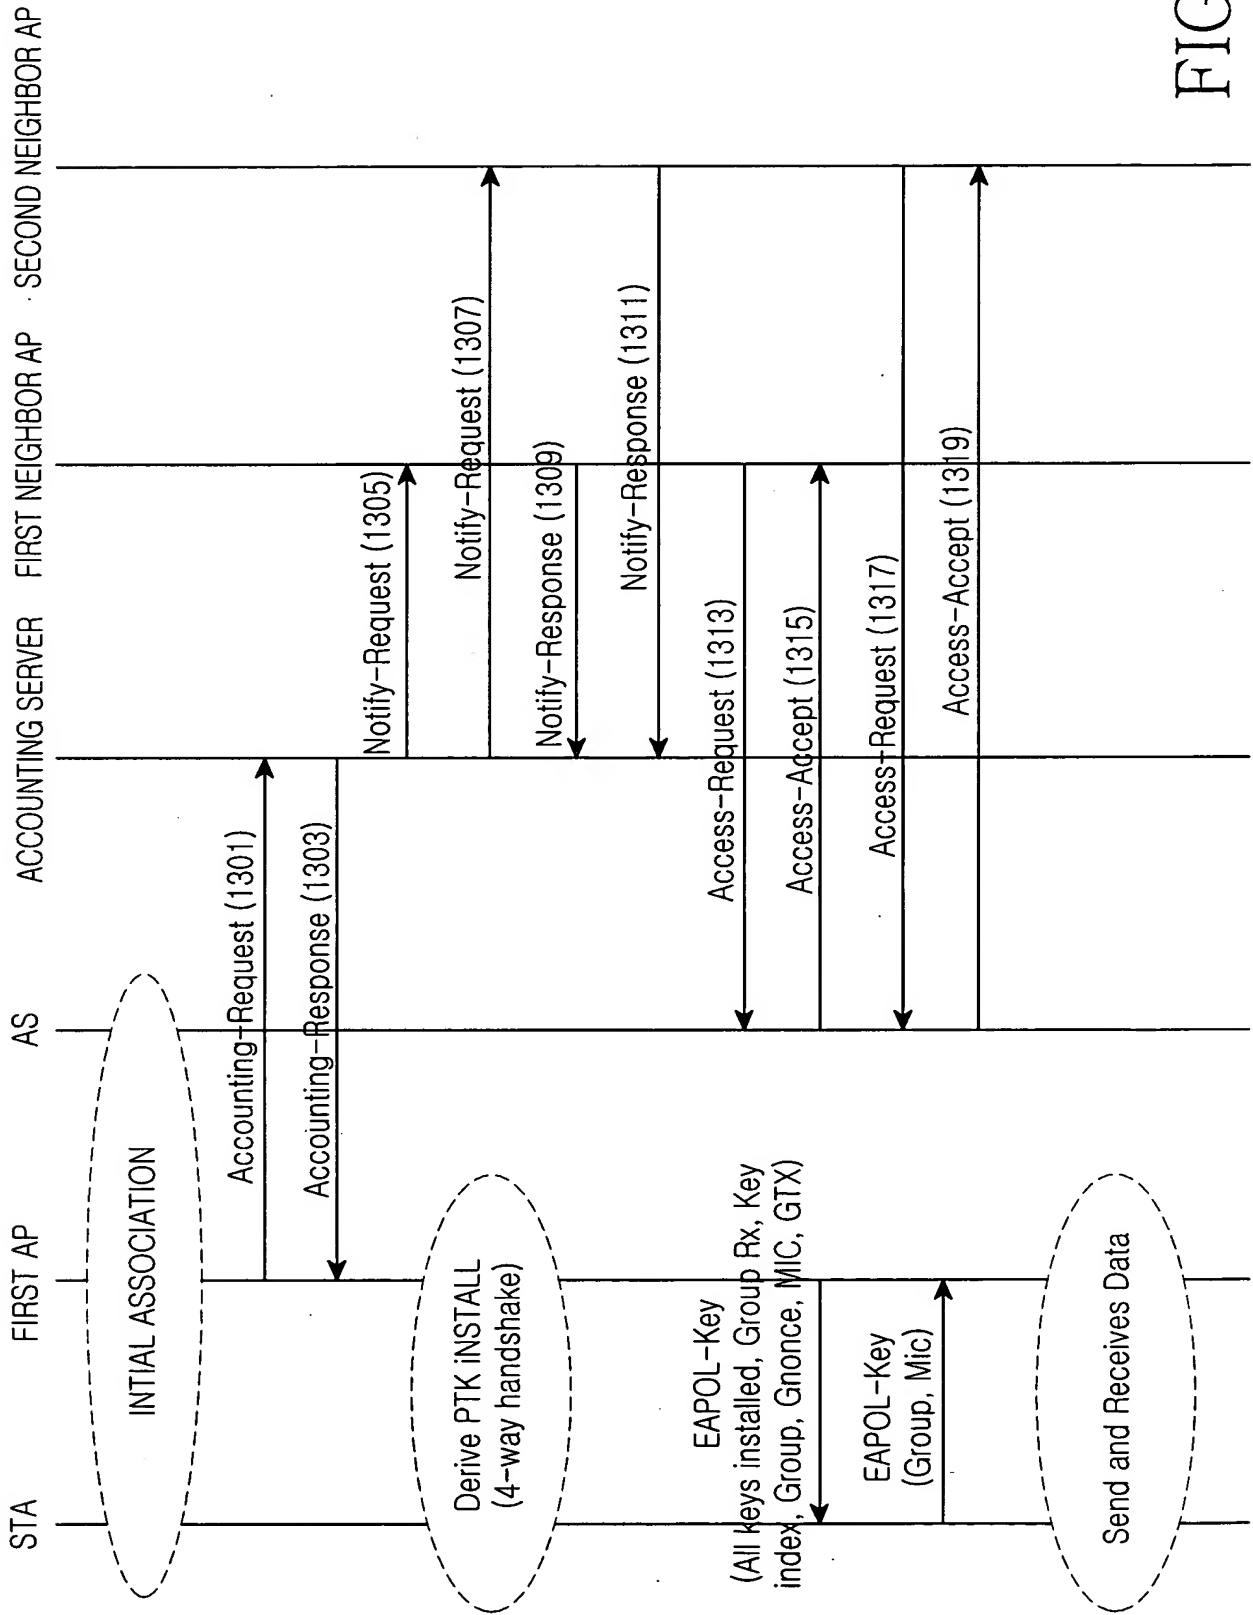 STA
FIRST AP
AS
ACCOUNTING SERVER
FIRST NEIGHBOR AP
SECOND NEIGHBOR AP
INTIAL ASSOCIATION
Accounting-Request (1301)
Accounting-Response (1303)
Notify-Request (1305)
Derive PTK iNSTALL
(4-way handshake)
Notify-Request (1307)
Notify-Response (1309)
Notify-Response (1311)
EAPOL-Key
(All keys installed, Group Rx, Key
index, Group, Gnonce, MIC, GTX)
Access-Request (1313)
Access-Accept (1315)
EAPOL-Key
(Group, Mic)
Access-Request (1317)
Access-Accept (1319)
Send and Receives Data
FIG